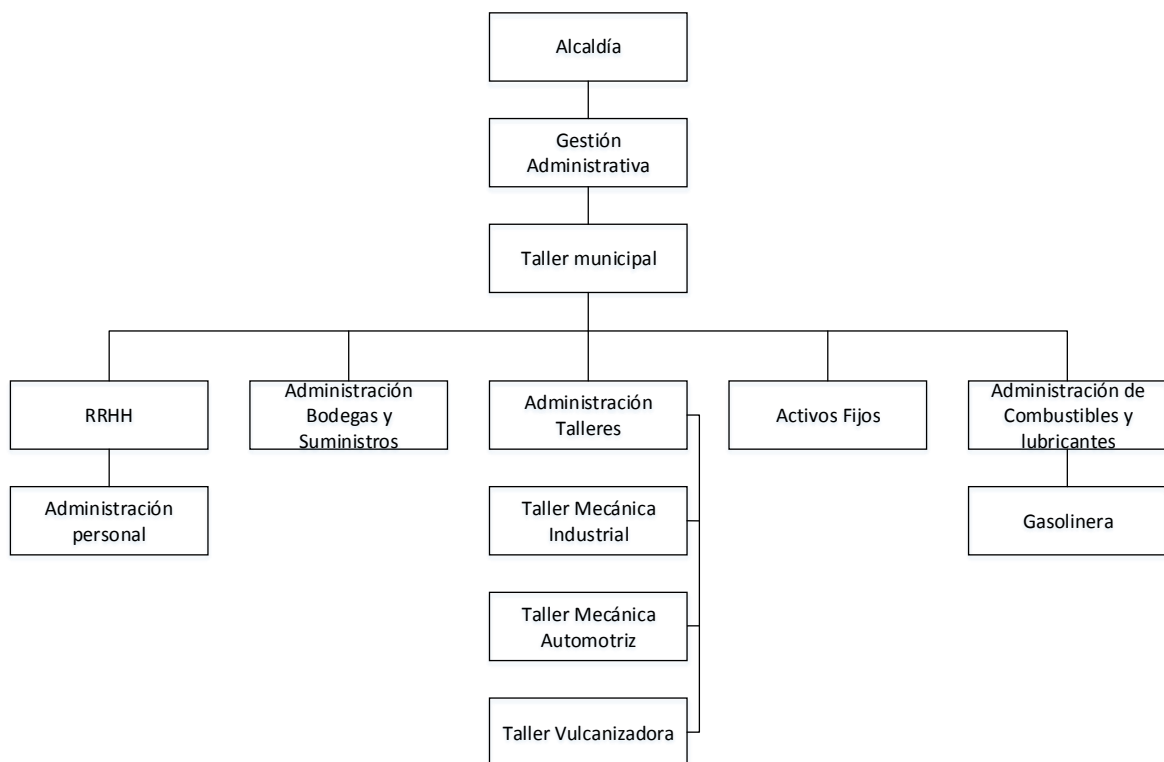 Alcaldía
Gestión
Administrativa
Taller municipal
RRHH
Administración
Bodegas y
Suministros
Administración
Talleres
Activos Fijos
Administración de
Combustibles y
lubricantes
Administración
personal
Taller Mecánica
Industrial
Gasolinera
Taller Mecánica
Automotriz
Taller Vulcanizadora